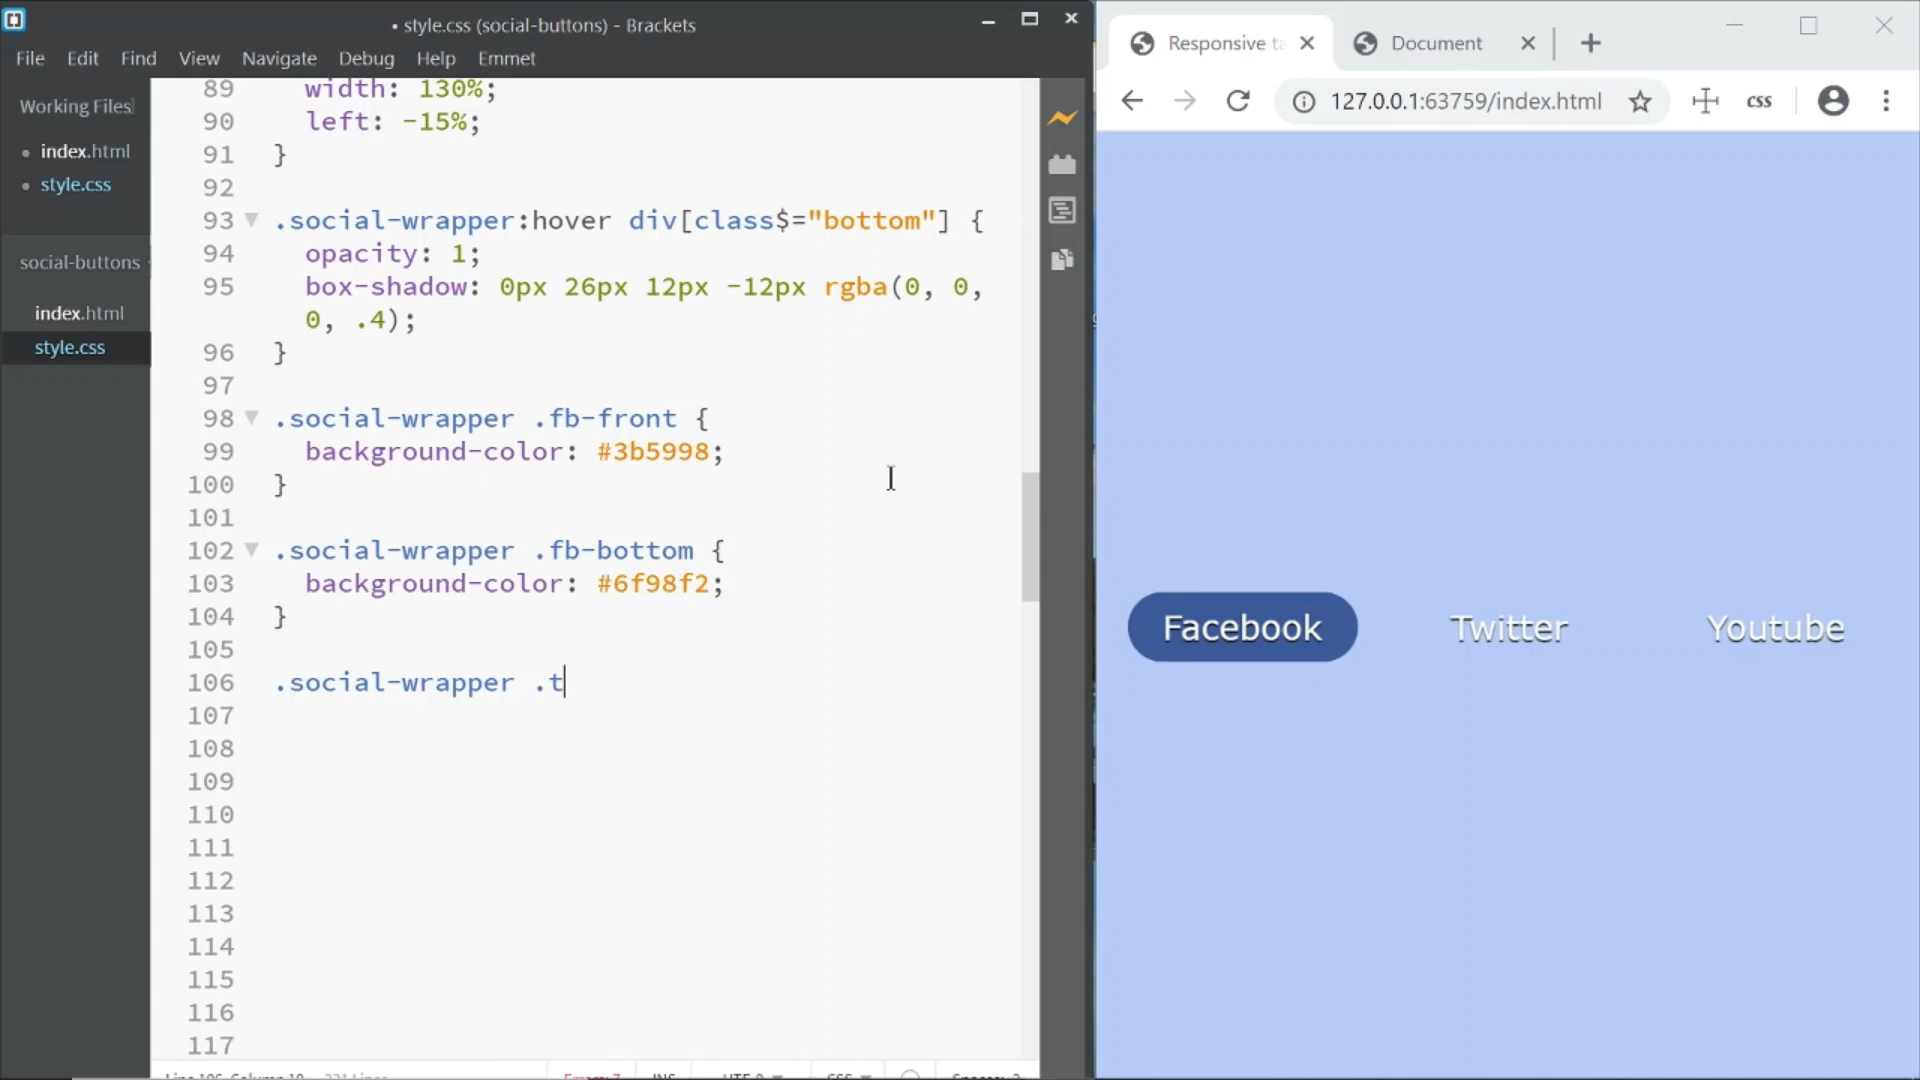 • style.css (social-buttons) - Brackets
File Edit Find View Navigate Debug Help Emmet
Working Files
• index.html
• style.css
social-buttons
index.html
style.css
89 width: 130%;
90 left: -15%;
91 }
92
93 .social-wrapper:hover div[class$="bottom"] {
94 opacity: 1;
95 box-shadow: 0px 26px 12px -12px rgba(0, 0,
0, .4);
96 }
97
98 .social-wrapper .fb-front {
99 background-color: #3b5998;
100 }
101
102 .social-wrapper .fb-bottom {
103 background-color: #6f98f2;
104 }
105
106 .social-wrapper .t
107
108
109
110
111
112
113
114
115
116
117
Responsive ta
Document
127.0.0.1:63759/index.html
css
Facebook Twitter Youtube